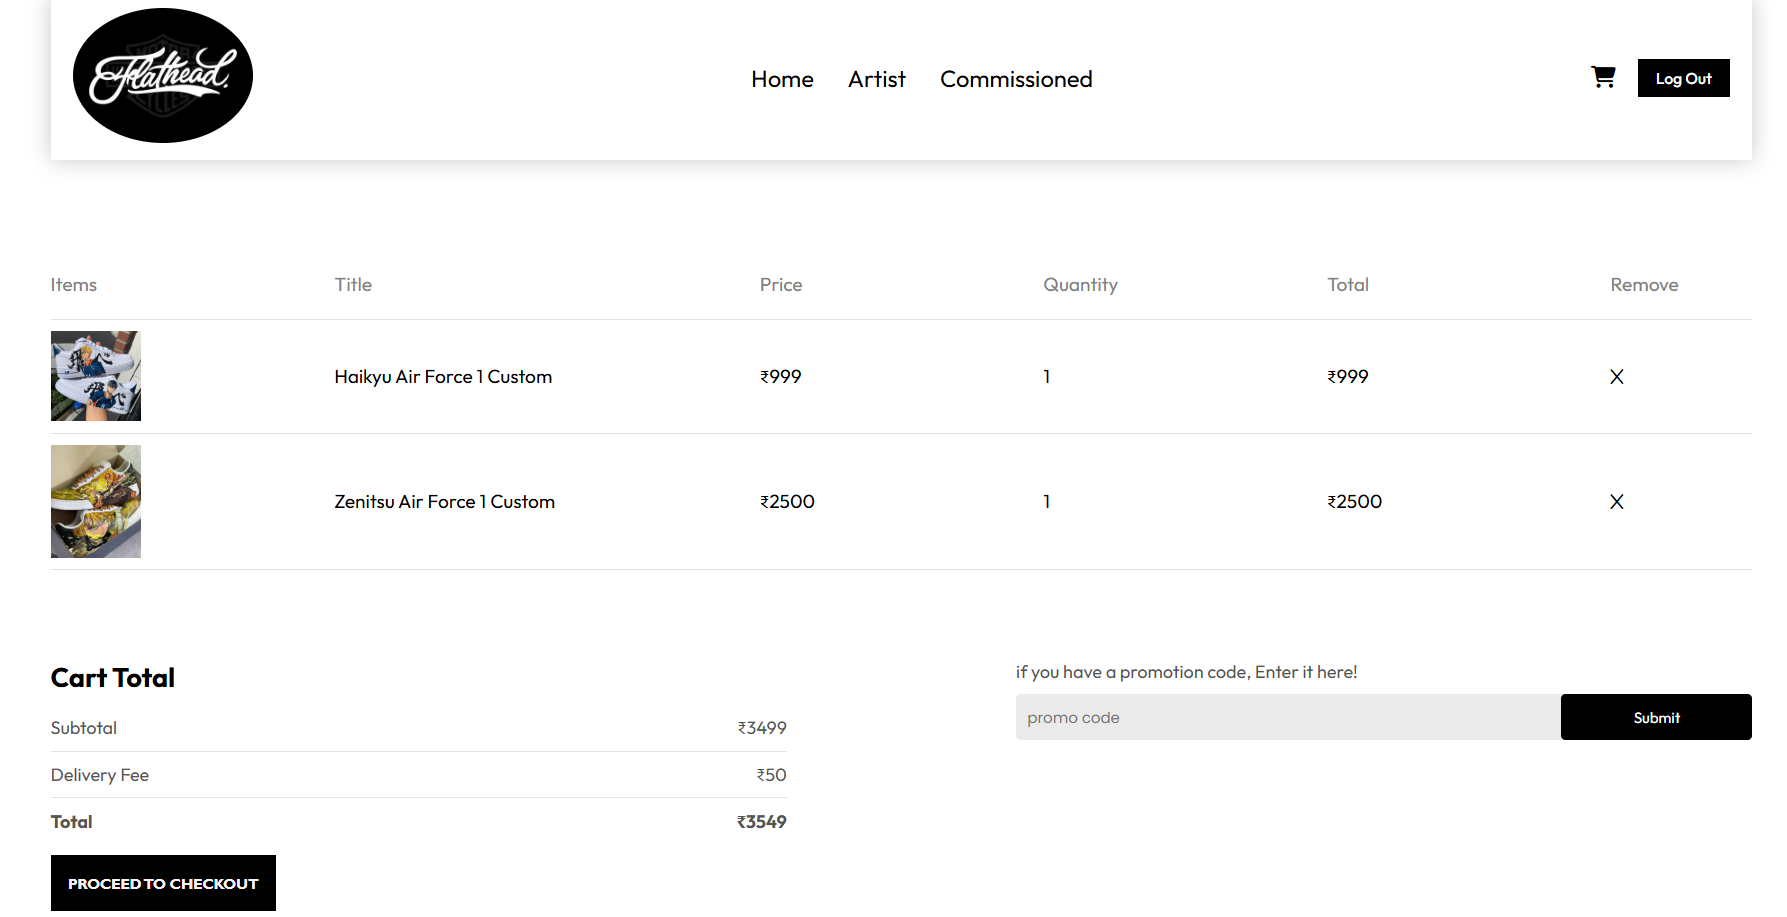 Flathead.
MOTOR
Home Artist Commissioned
Log Out
Items Title Price Quantity Total Remove
Haikyu Air Force 1 Custom ₹999 1 ₹999 X
Zenitsu Air Force 1 Custom ₹2500 1 ₹2500 X
Cart Total
Subtotal ₹3499
Delivery Fee ₹50
Total ₹3549
PROCEED TO CHECKOUT
if you have a promotion code, Enter it here!
promo code
Submit